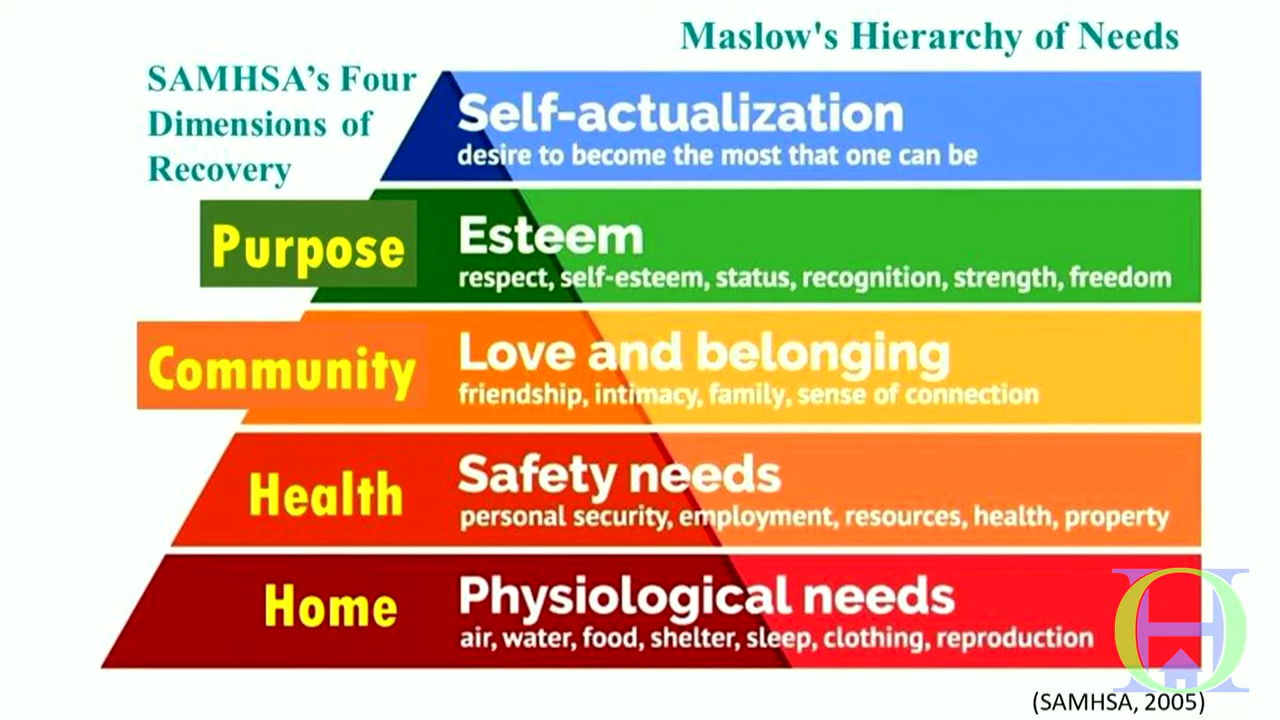 Maslow's Hierarchy of Needs
SAMHSA’s Four
Dimensions of
Recovery
Self-actualization
desire to become the most that one can be
Purpose
Esteem
respect, self-esteem, status, recognition, strength, freedom
Community
Love and belonging
friendship, intimacy, family, sense of connection
Health
Safety needs
personal security, employment, resources, health, property
Home
Physiological needs
air, water, food, shelter, sleep, clothing, reproduction
OH
(SAMHSA, 2005)